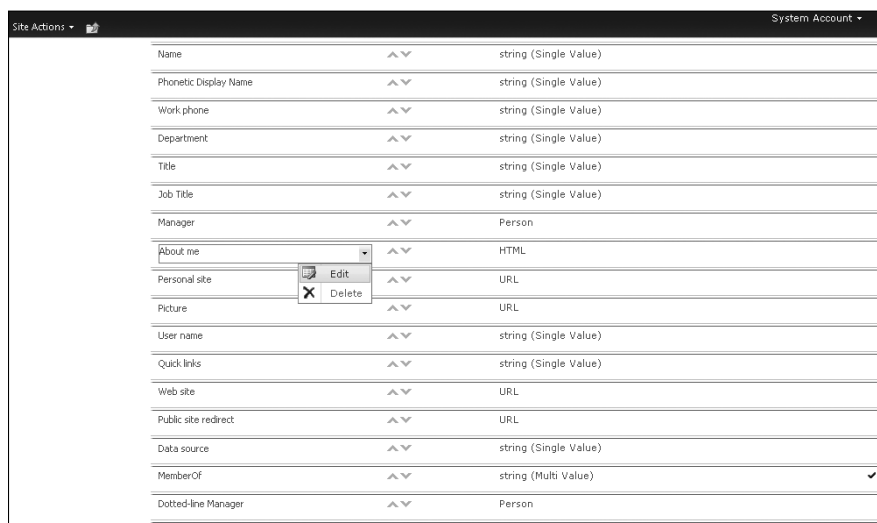 System Account
Site Actions
Name string (Single Value)
Phonetic Display Name string (Single Value)
Work phone string (Single Value)
Department string (Single Value)
Title string (Single Value)
Job Title string (Single Value)
Manager Person
About me HTML
Edit
Personal site URL
Delete
Picture URL
User name string (Single Value)
Quick links string (Single Value)
Web site URL
Public site redirect URL
Data source string (Single Value)
MemberOf string (Multi Value)
Dotted-line Manager Person